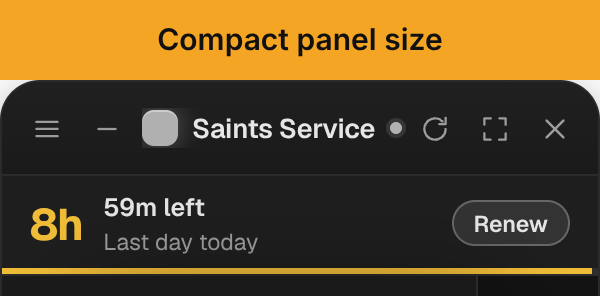 Compact panel size
Saints Service
8h
59m left
Last day today
Renew